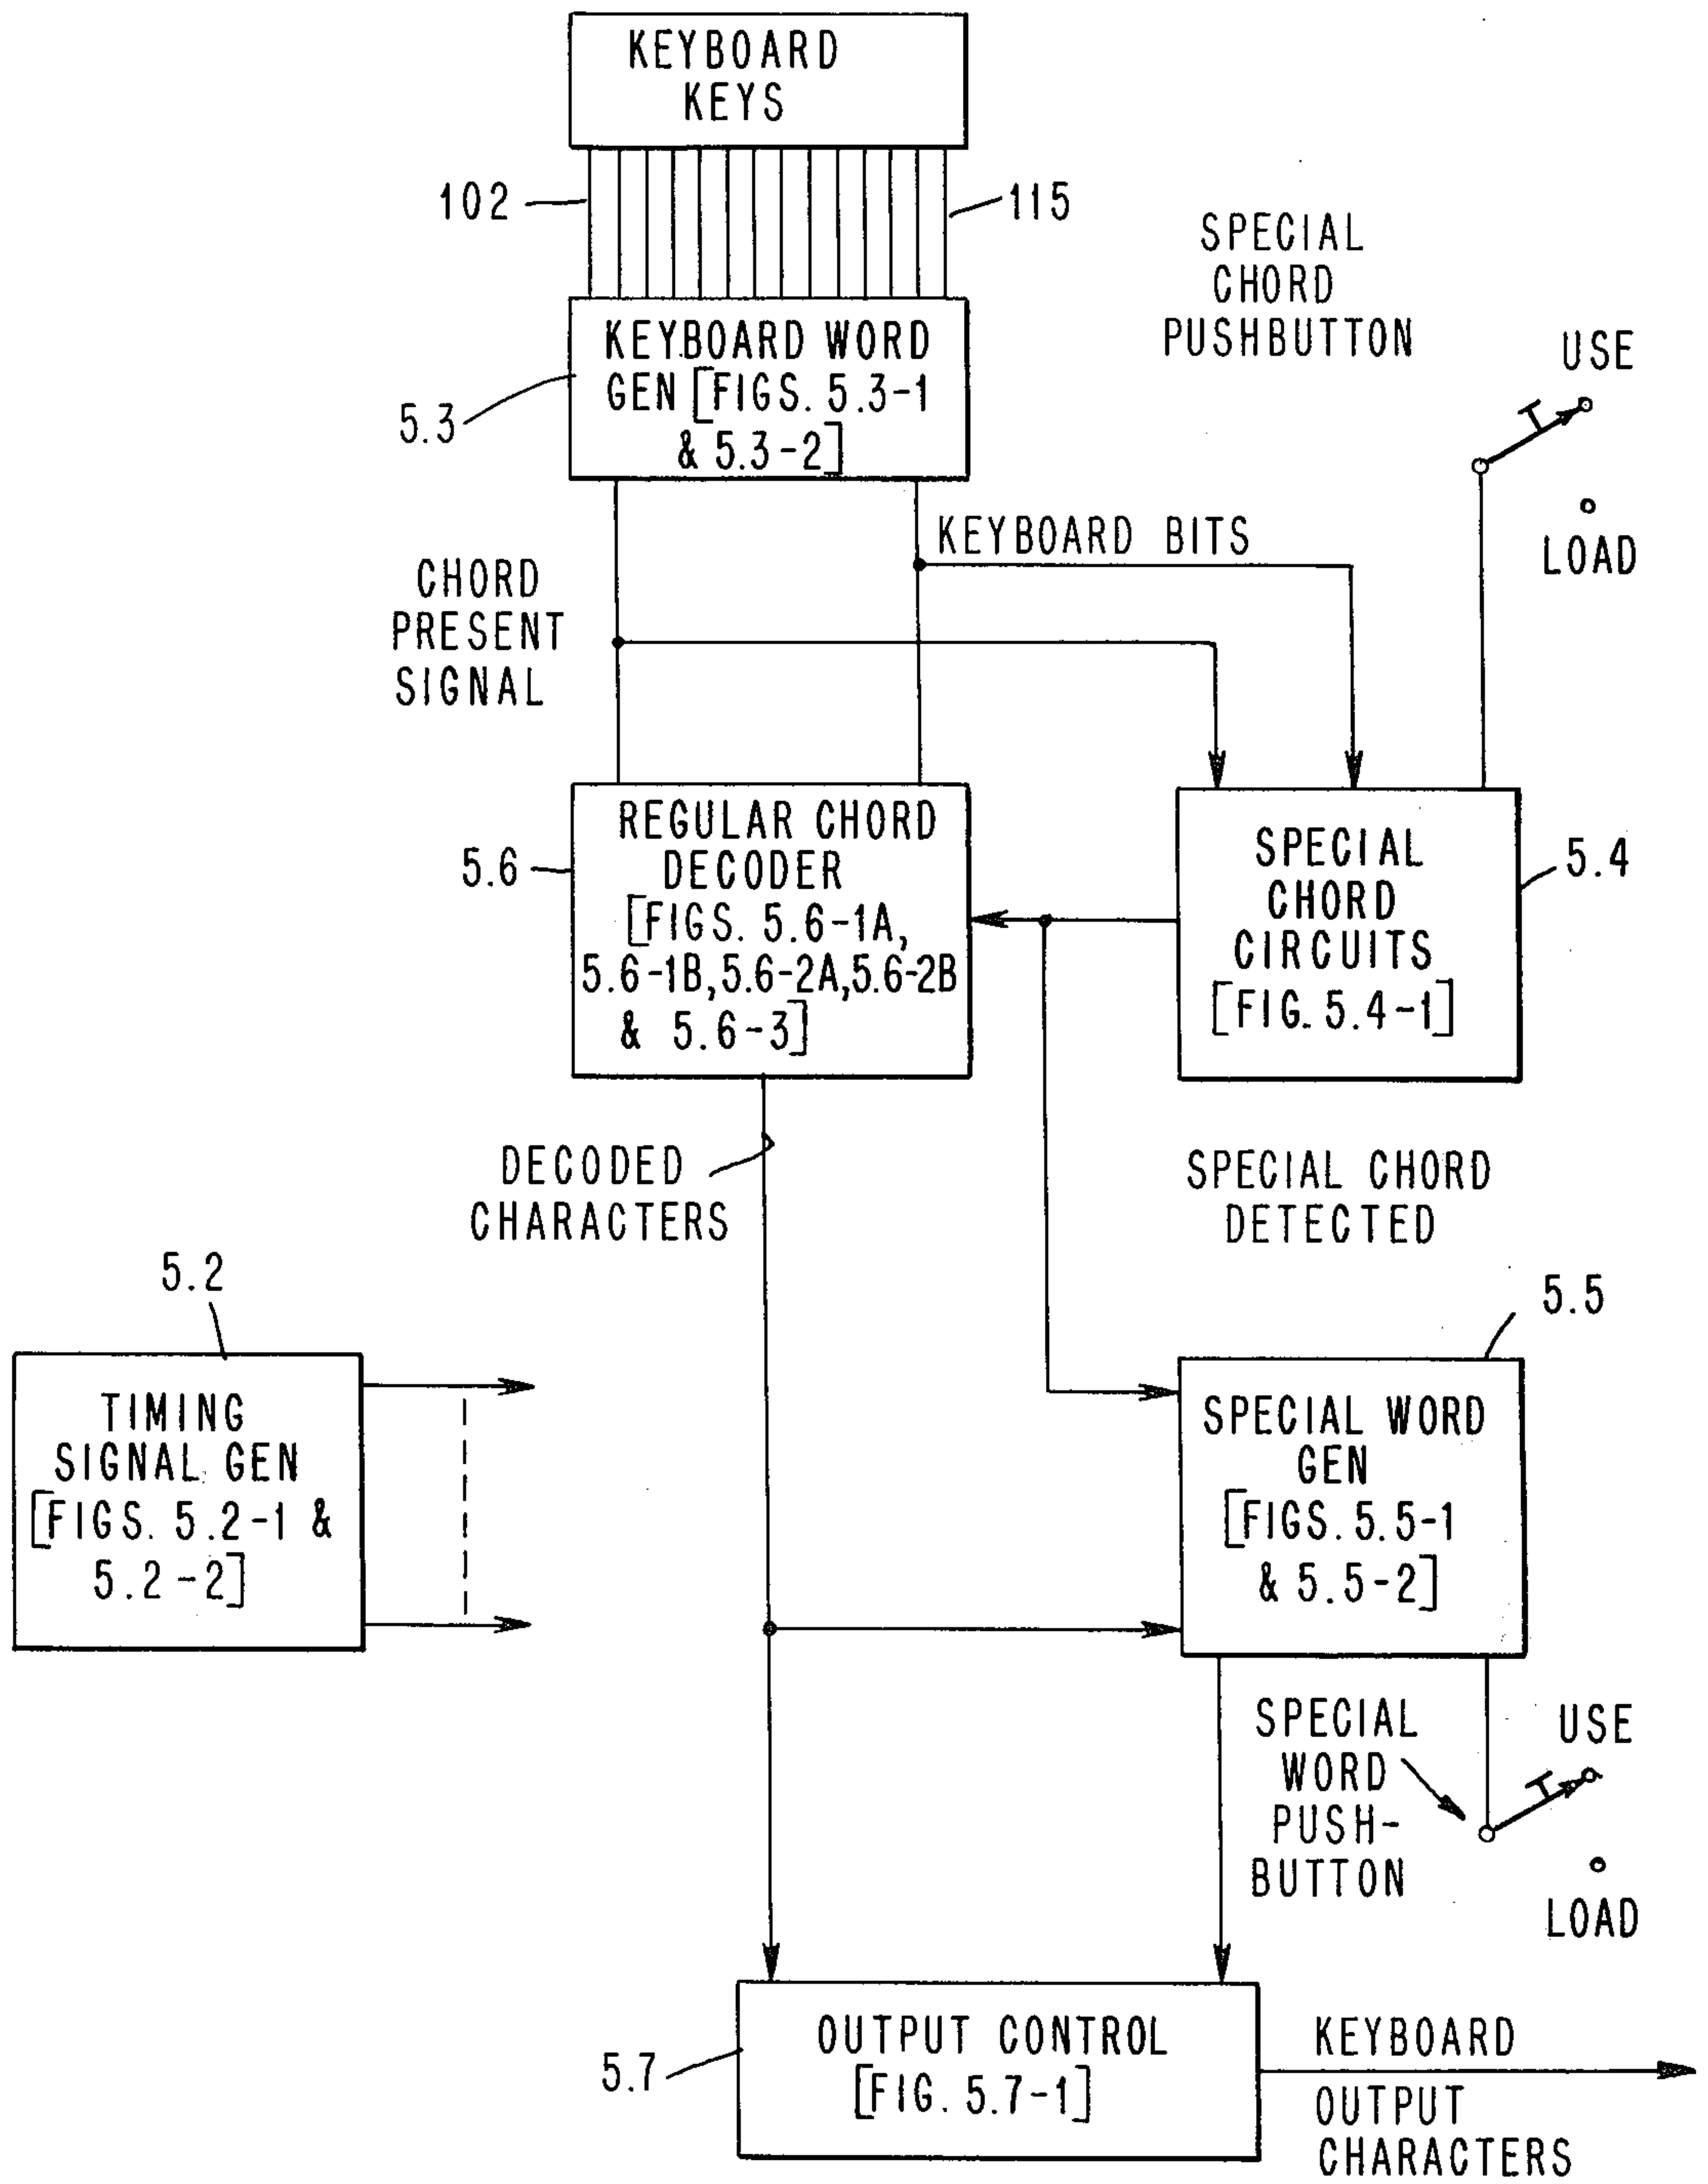 KEYBOARD
KEYS
102
115
SPECIAL
CHORD
PUSHBUTTON
USE
LOAD
KEYBOARD WORD
GEN [FIGS. 5.3-1
& 5.3-2]
5.3
KEYBOARD BITS
CHORD
PRESENT
SIGNAL
REGULAR CHORD
DECODER
[FIGS. 5.6-1A,
5.6-1B, 5.6-2A, 5.6-2B
& 5.6-3]
5.6
SPECIAL
CHORD
CIRCUITS
[FIG. 5.4-1]
5.4
DECODED
CHARACTERS
SPECIAL CHORD
DETECTED
5.2
TIMING
SIGNAL GEN
[FIGS. 5.2-1 &
5.2-2]
5.5
SPECIAL WORD
GEN
[FIGS. 5.5-1
& 5.5-2]
SPECIAL
WORD
PUSH-
BUTTON
USE
LOAD
OUTPUT CONTROL
[FIG. 5.7-1]
5.7
KEYBOARD
OUTPUT
CHARACTERS